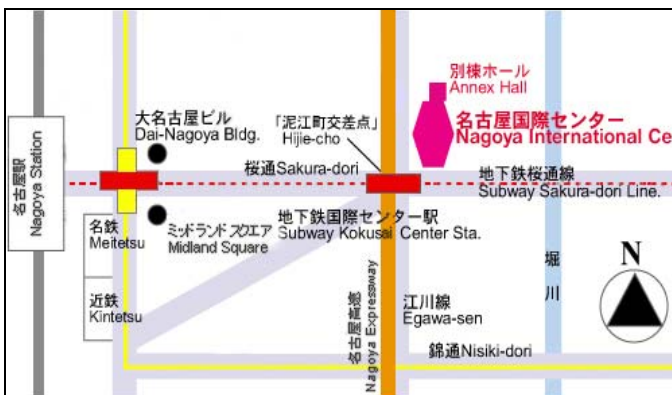 別棟ホール
Annex Hall
大名古屋ビル
Dai-Nagoya Bldg.
「泥江町交差点」
Hijie-cho
名古屋国際センター
Nagoya International Ce
名古屋駅
Nagoya Station
桜通Sakura-dori
地下鉄桜通線
Subway Sakura-dori Line.
名鉄
Meitetsu
ミッドランド スクエア
Midland Square
地下鉄国際センター駅
Subway Kokusai Center Sta.
堀川
N
近鉄
Kintetsu
名古屋高速
Nagoya Expressway
江川線
Egawa-sen
錦通Nisiki-dori